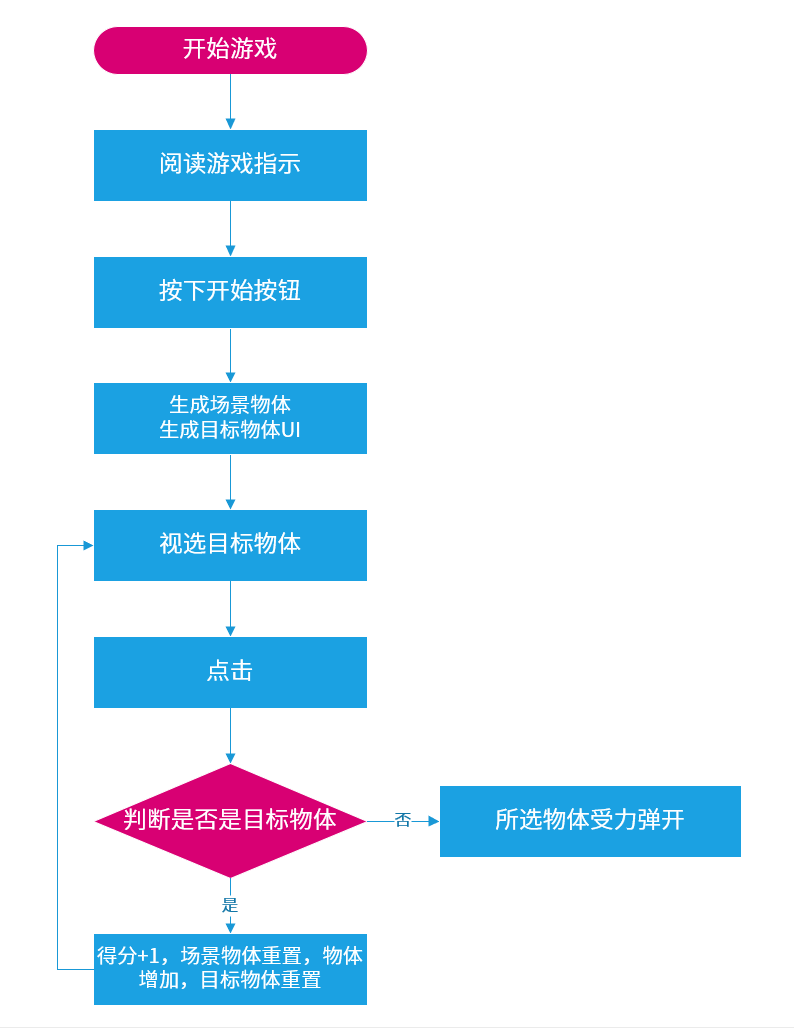 开始游戏
阅读游戏指示
按下开始按钮
生成场景物体
生成目标物体UI
视选目标物体
点击
判断是否是目标物体
否
所选物体受力弹开
是
得分+1，场景物体重置，物体
增加，目标物体重置